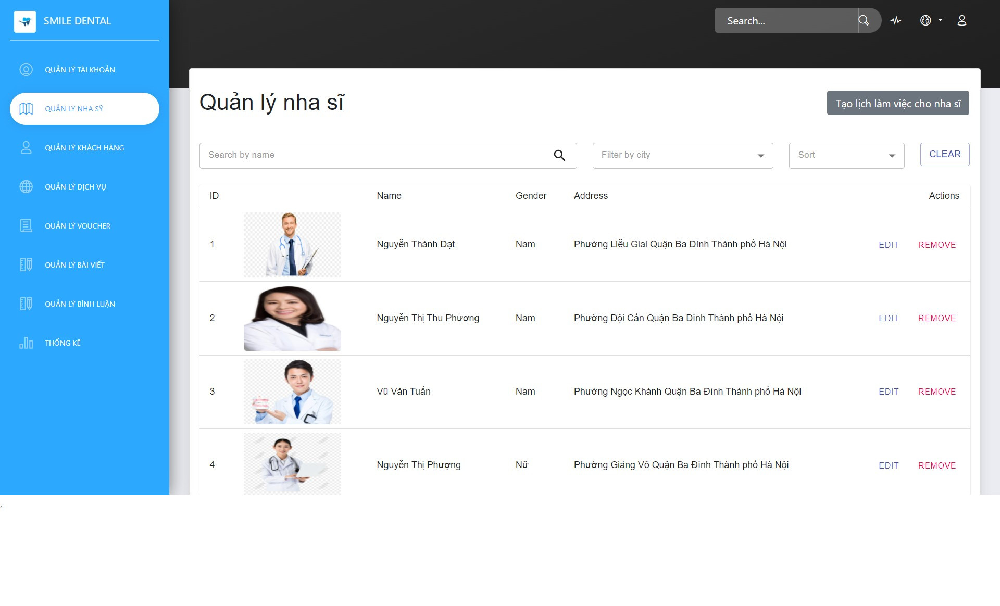 SMILE DENTAL
Search...
QUẢN LÝ TÀI KHOẢN
QUẢN LÝ NHA SỸ
QUẢN LÝ KHÁCH HÀNG
QUẢN LÝ DỊCH VỤ
QUẢN LÝ VOUCHER
QUẢN LÝ BÀI VIẾT
QUẢN LÝ BÌNH LUẬN
THỐNG KÊ
Quản lý nha sĩ
Tạo lịch làm việc cho nha sĩ
Search by name
Filter by city
Sort
CLEAR
ID Name Gender Address Actions
1 Nguyễn Thành Đạt Nam Phường Liễu Giai Quận Ba Đình Thành phố Hà Nội EDIT REMOVE
2 Nguyễn Thị Thu Phương Nam Phường Đội Cấn Quận Ba Đình Thành phố Hà Nội EDIT REMOVE
3 Vũ Văn Tuấn Nam Phường Ngọc Khánh Quận Ba Đình Thành phố Hà Nội EDIT REMOVE
4 Nguyễn Thị Phượng Nữ Phường Giảng Võ Quận Ba Đình Thành phố Hà Nội EDIT REMOVE
,